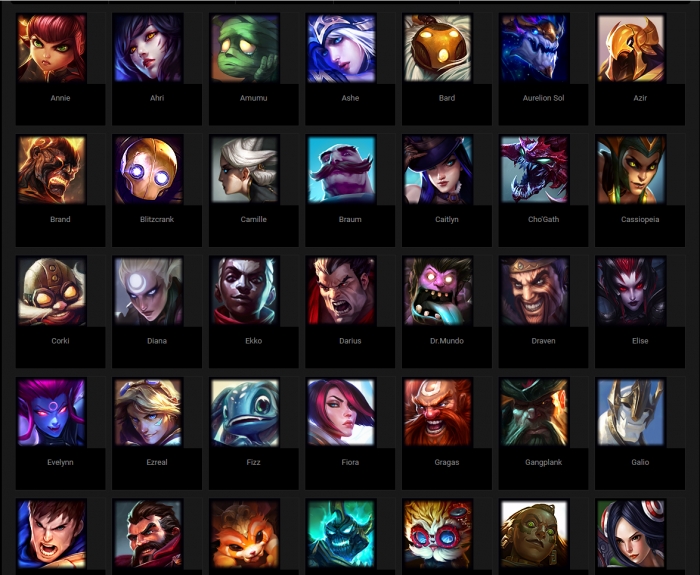 Annie
Ahri
Amumu
Ashe
Bard
Aurelion Sol
Azir
Brand
Blitzcrank
Camille
Braum
Caitlyn
Cho'Gath
Cassiopeia
Corki
Diana
Ekko
Darius
Dr.Mundo
Draven
Elise
Evelynn
Ezreal
Fizz
Fiora
Gragas
Gangplank
Galio